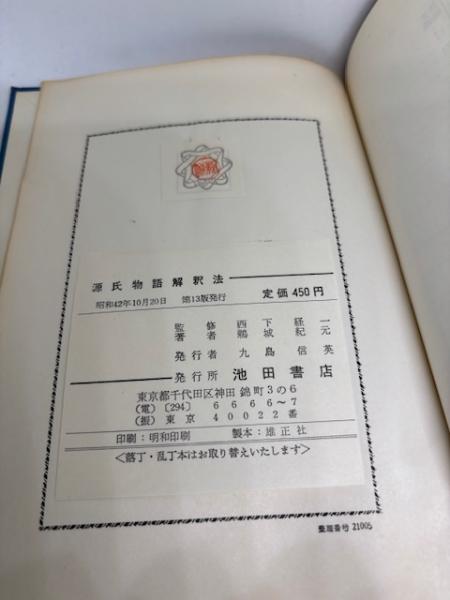 源氏物語解釈法
昭和42年10月20日 第13版発行 定価450円
監修 西下経一
著者 鵜城紀元
発行者 九島信英
発行所 池田書店
東京都千代田区神田錦町3の6
(電)〔294〕6666〜7
(振)東京 40022番
印刷:明和印刷 製本:雄正社
<落丁・乱丁本はお取り替えいたします>
整理番号 21005